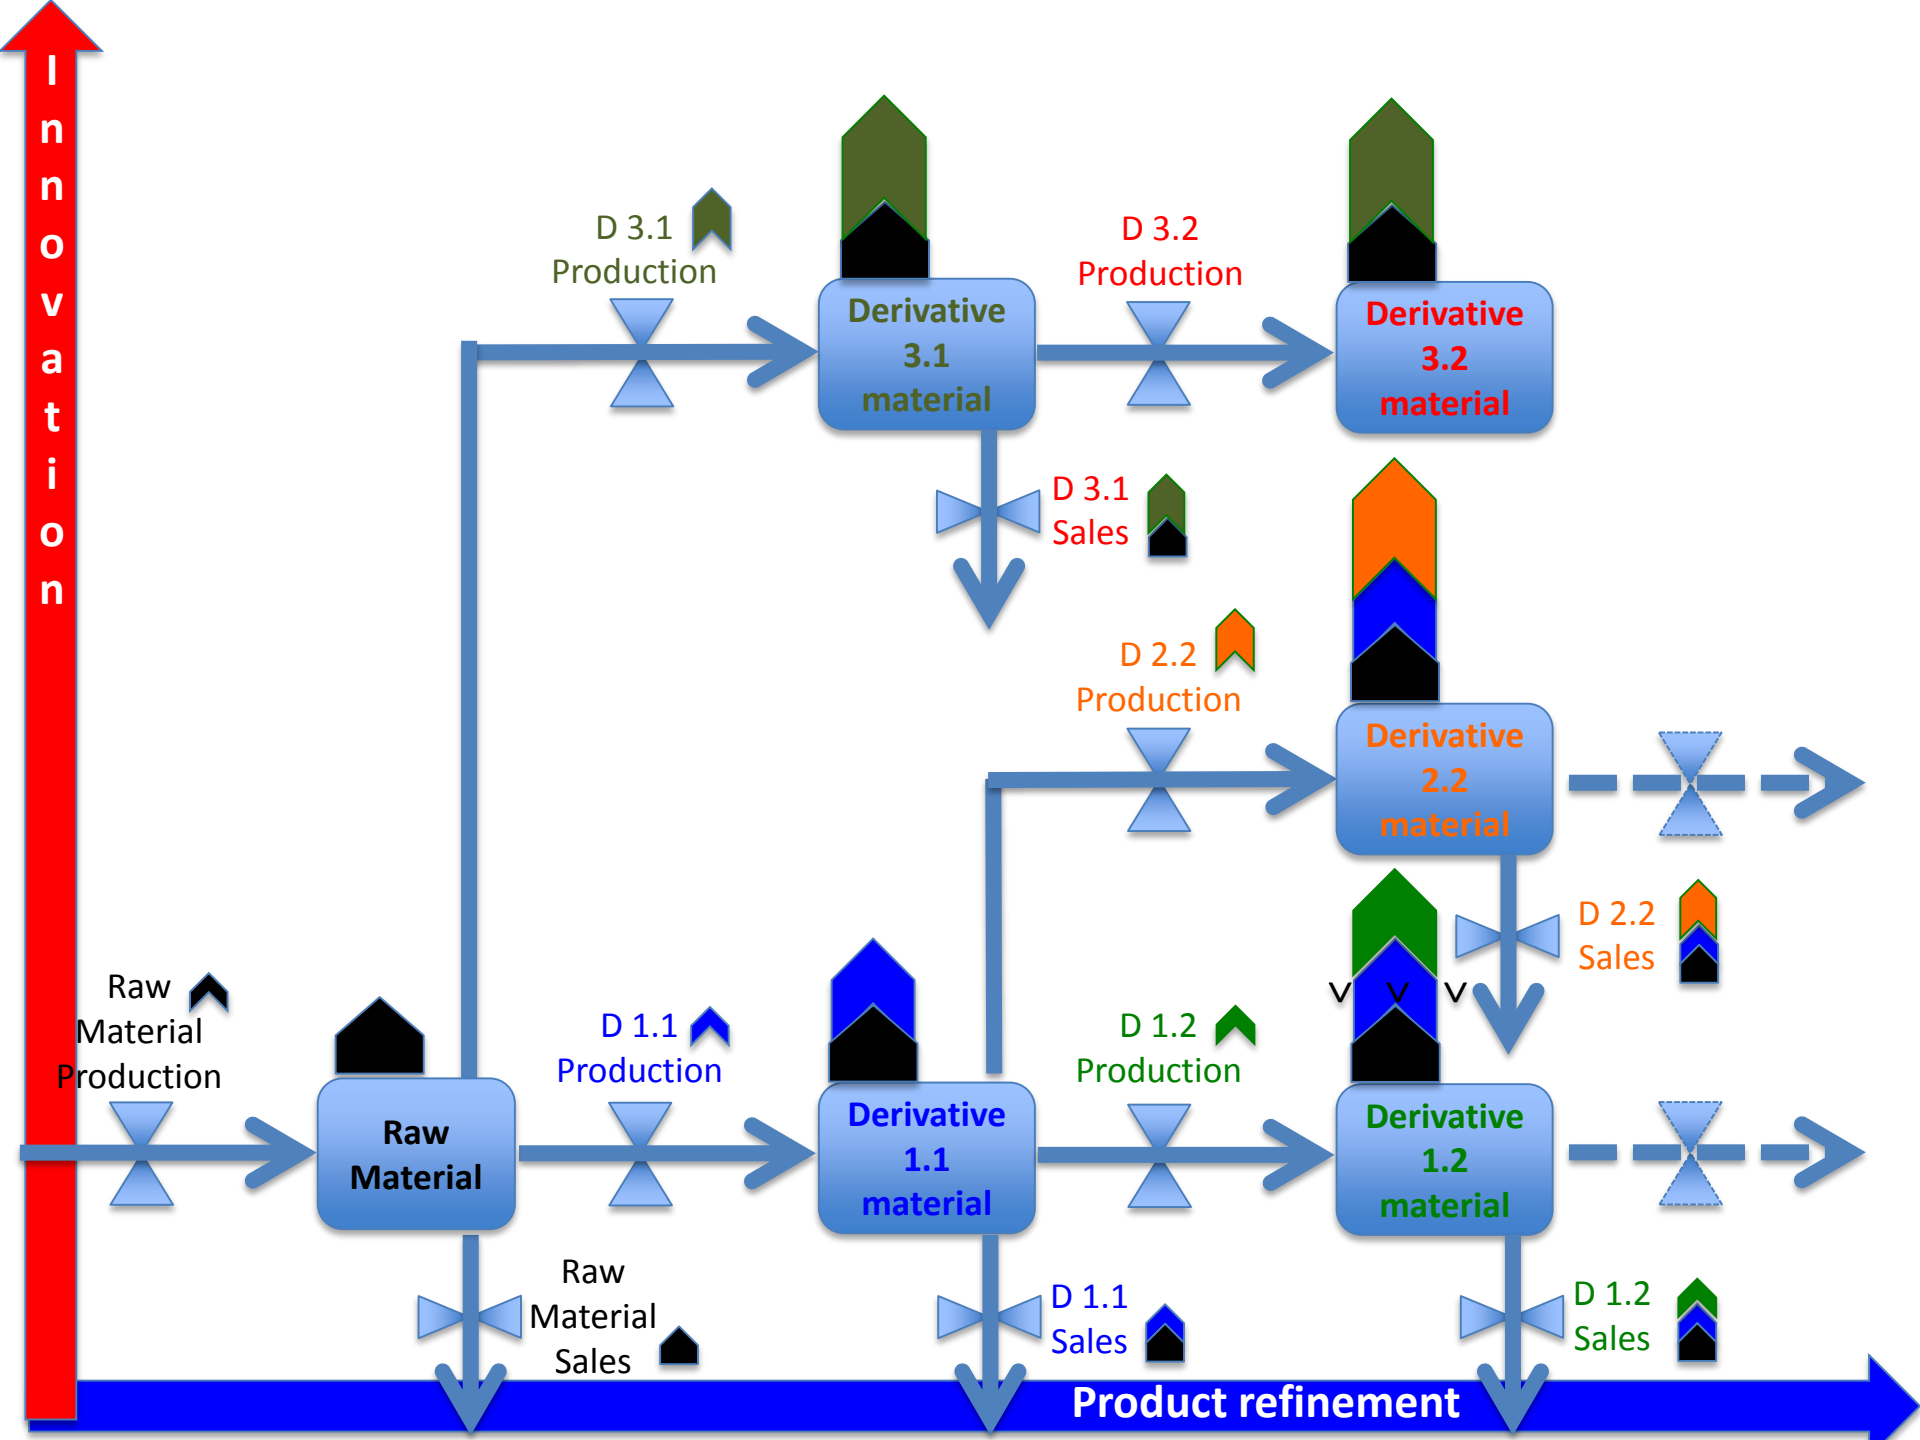 Innovation
D 3.1
Production
D 3.2
Production
Derivative
3.1
material
Derivative
3.2
material
D 3.1
Sales
D 2.2
Production
Derivative
2.2
material
D 2.2
Sales
Raw
Material
Production
D 1.1
Production
D 1.2
Production
v v v
Raw
Material
Derivative
1.1
material
Derivative
1.2
material
Raw
Material
Sales
D 1.1
Sales
D 1.2
Sales
Product refinement